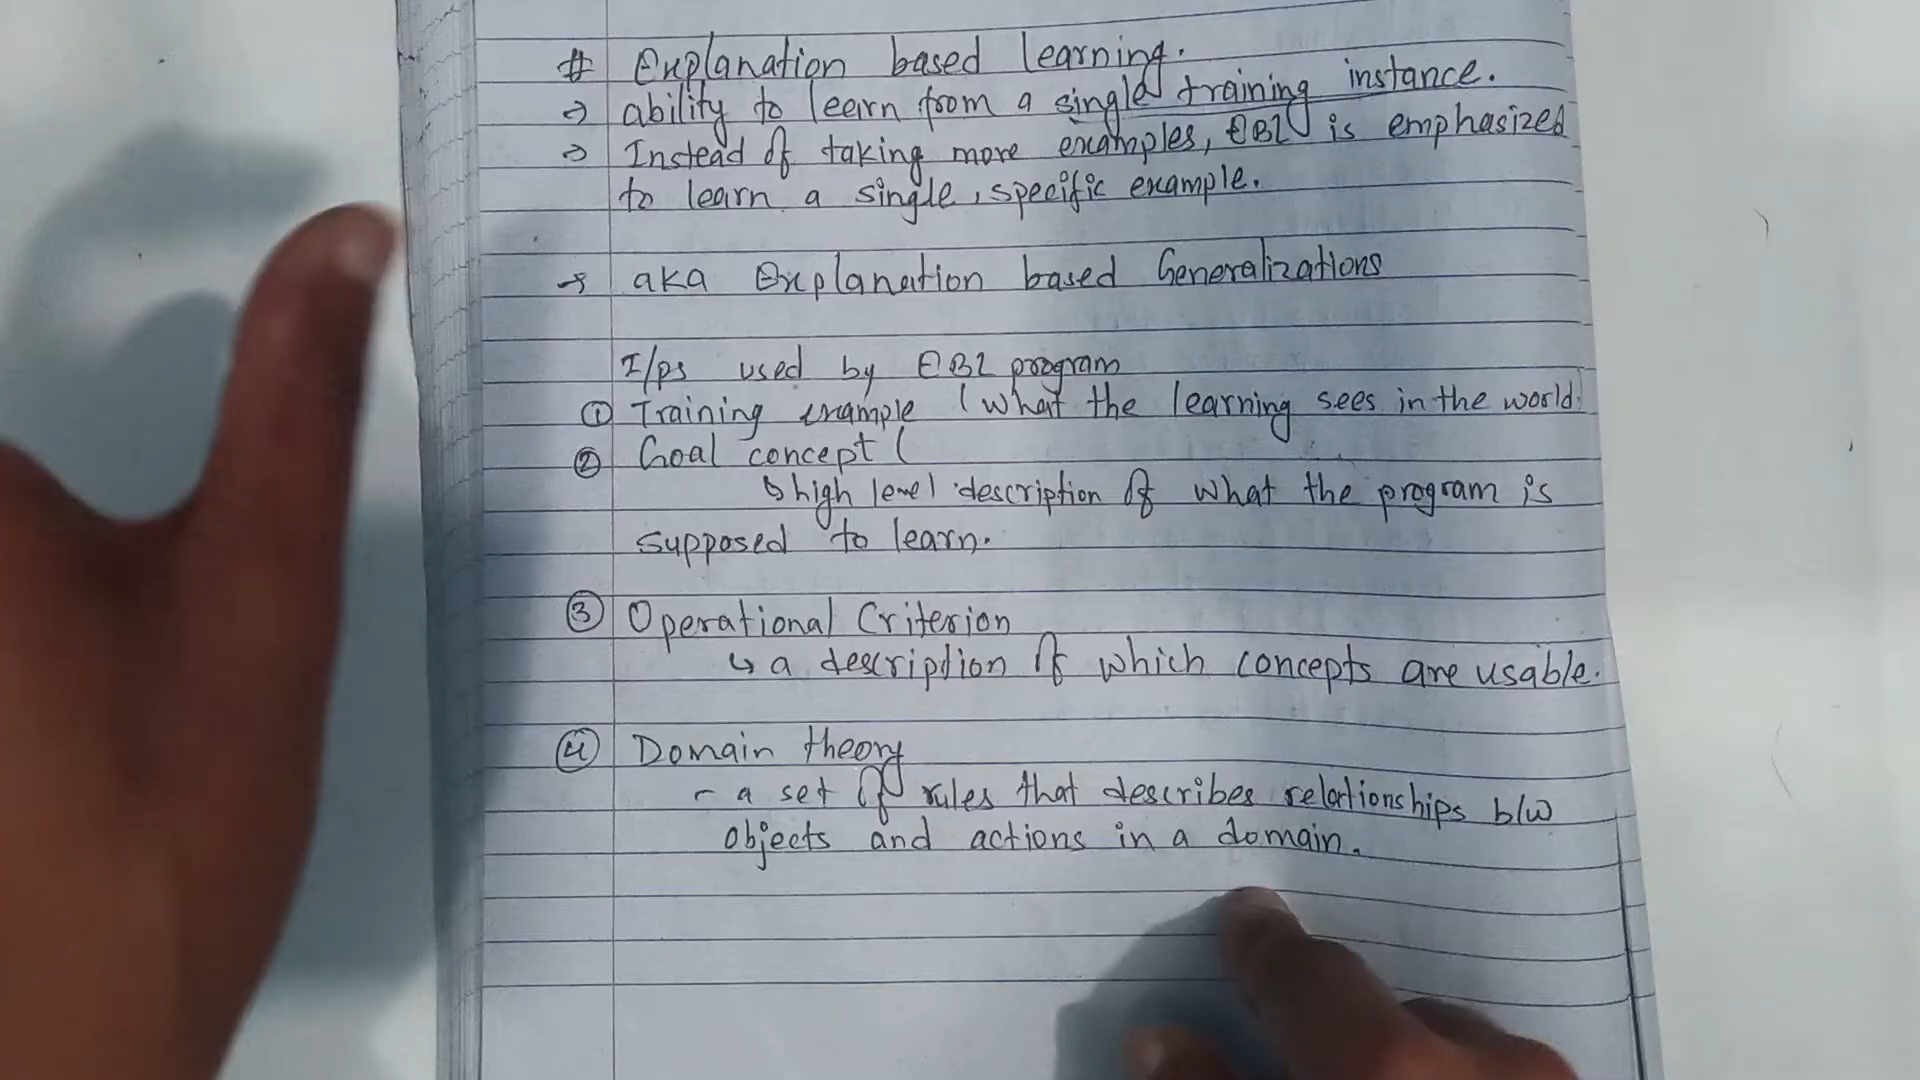 # Explanation based learning.
→ ability to learn from a single training instance.
→ Instead of taking more examples, EBL is emphasized
to learn a single, specific example.
→ aka Explanation based Generalizations
I/ps used by EBL program
① Training example (what the learning sees in the world)
② Goal concept (
↳ high level description of what the program is
supposed to learn.
③ Operational Criterion
↳ a description of which concepts are usable.
④ Domain theory
- a set of rules that describes relationships b/w
objects and actions in a domain.